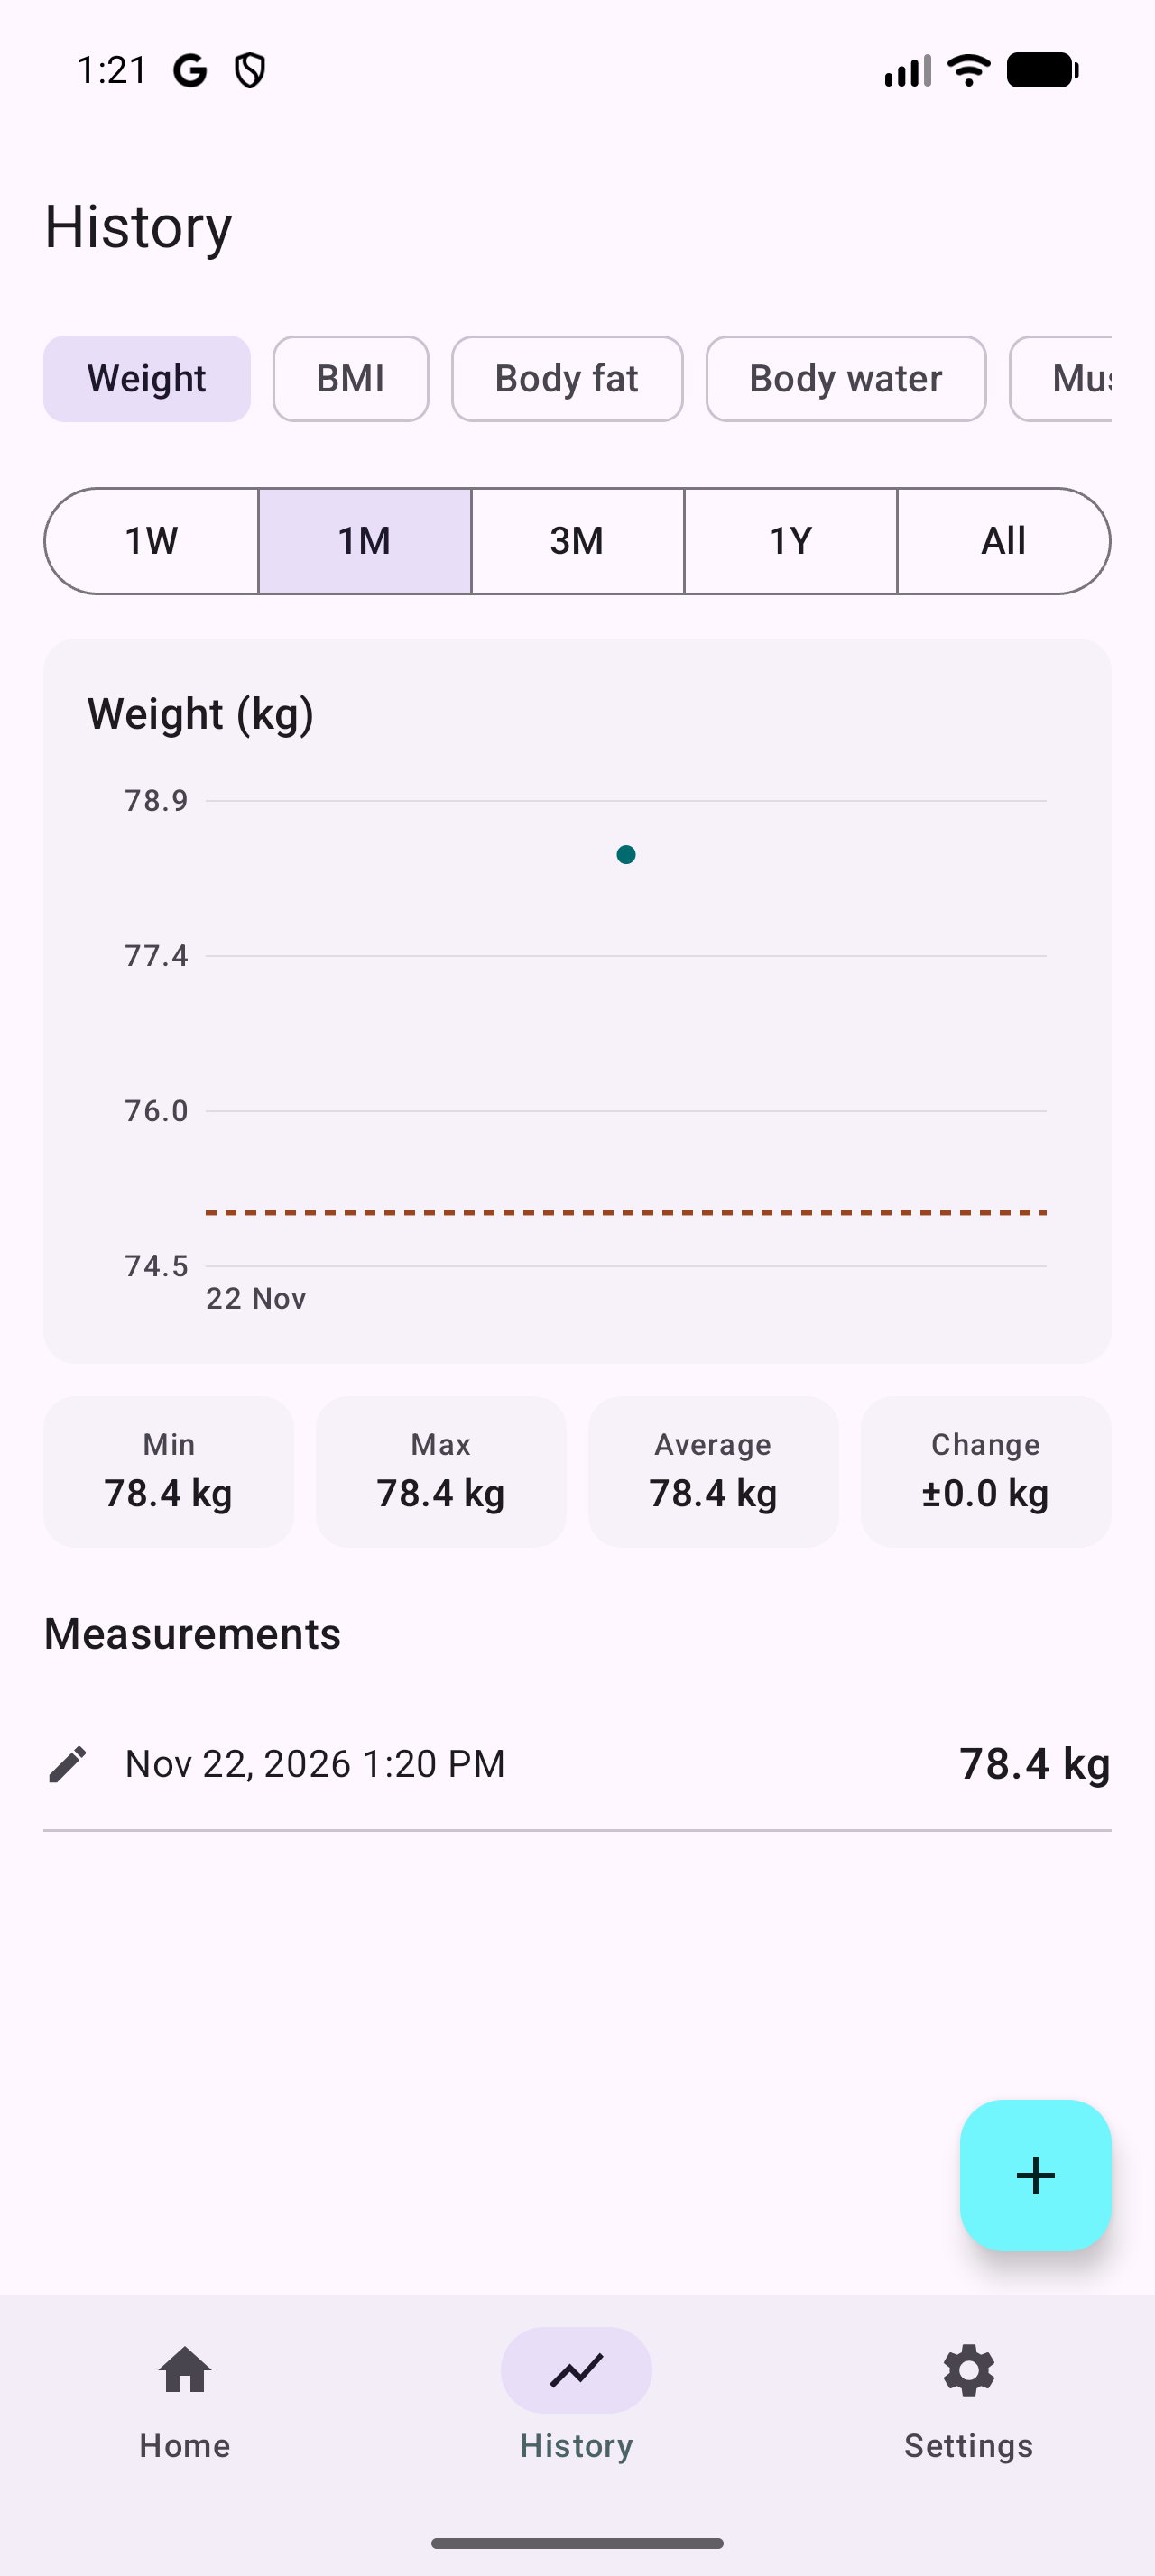 1:21
History
Weight BMI Body fat Body water
1W 1M 3M 1Y All
Weight (kg)
78.9
77.4
76.0
74.5
22 Nov
Min Max Average Change
78.4 kg 78.4 kg 78.4 kg ±0.0 kg
Measurements
Nov 22, 2026 1:20 PM 78.4 kg
Home History Settings